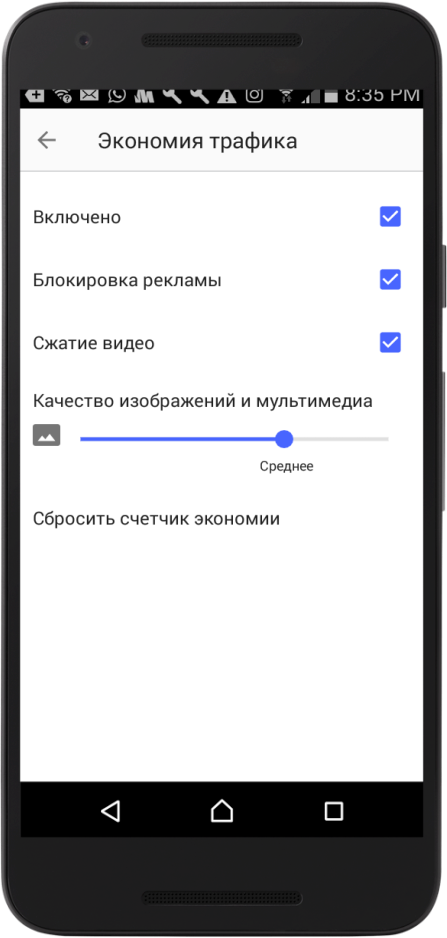 8:35 PM
Экономия трафика
Включено
Блокировка рекламы
Сжатие видео
Качество изображений и мультимедиа
Среднее
Сбросить счетчик экономии